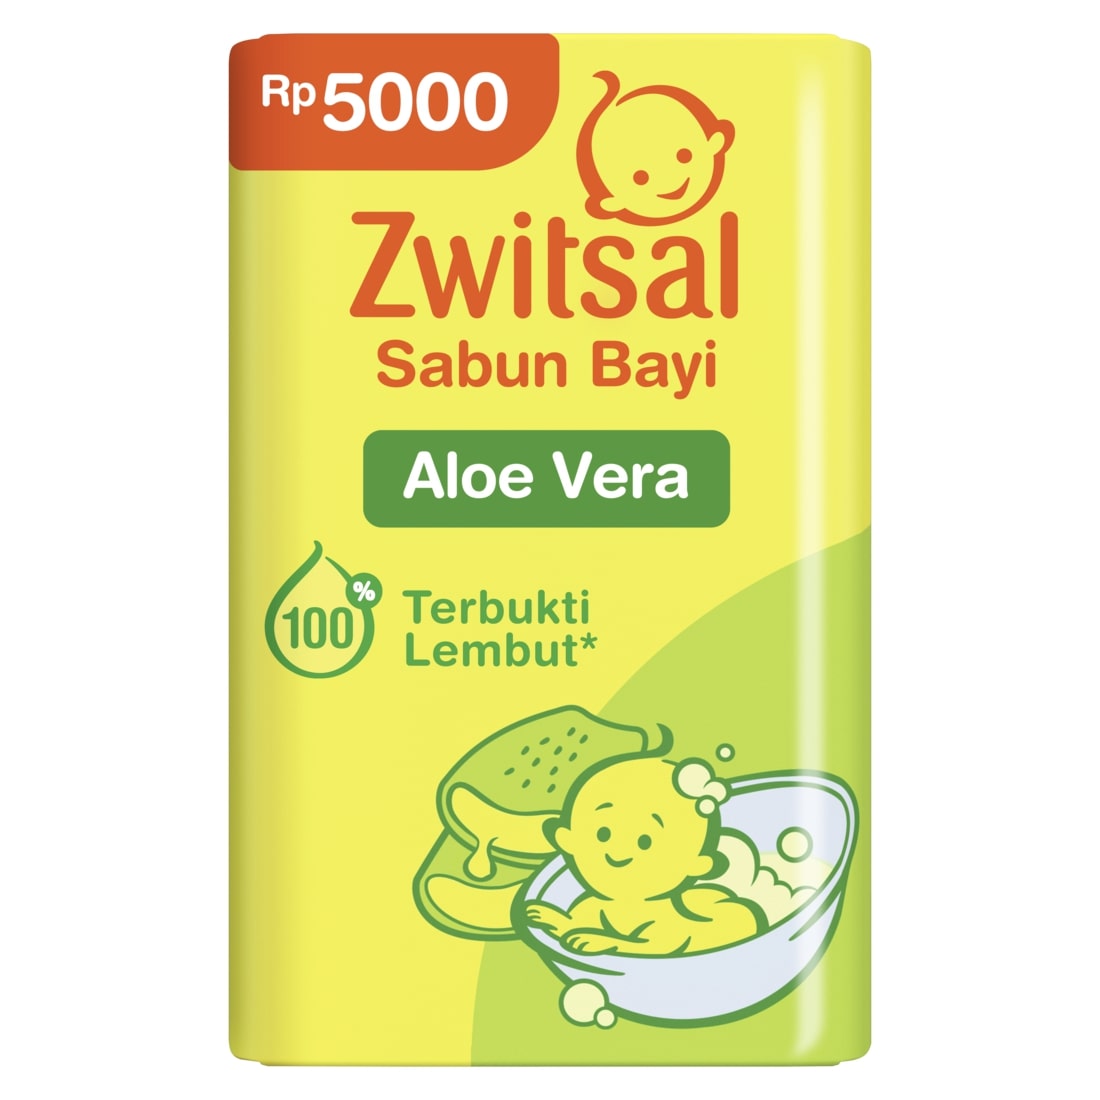 Rp5000
Zwitsal
Sabun Bayi
Aloe Vera
100%
Terbukti
Lembut*